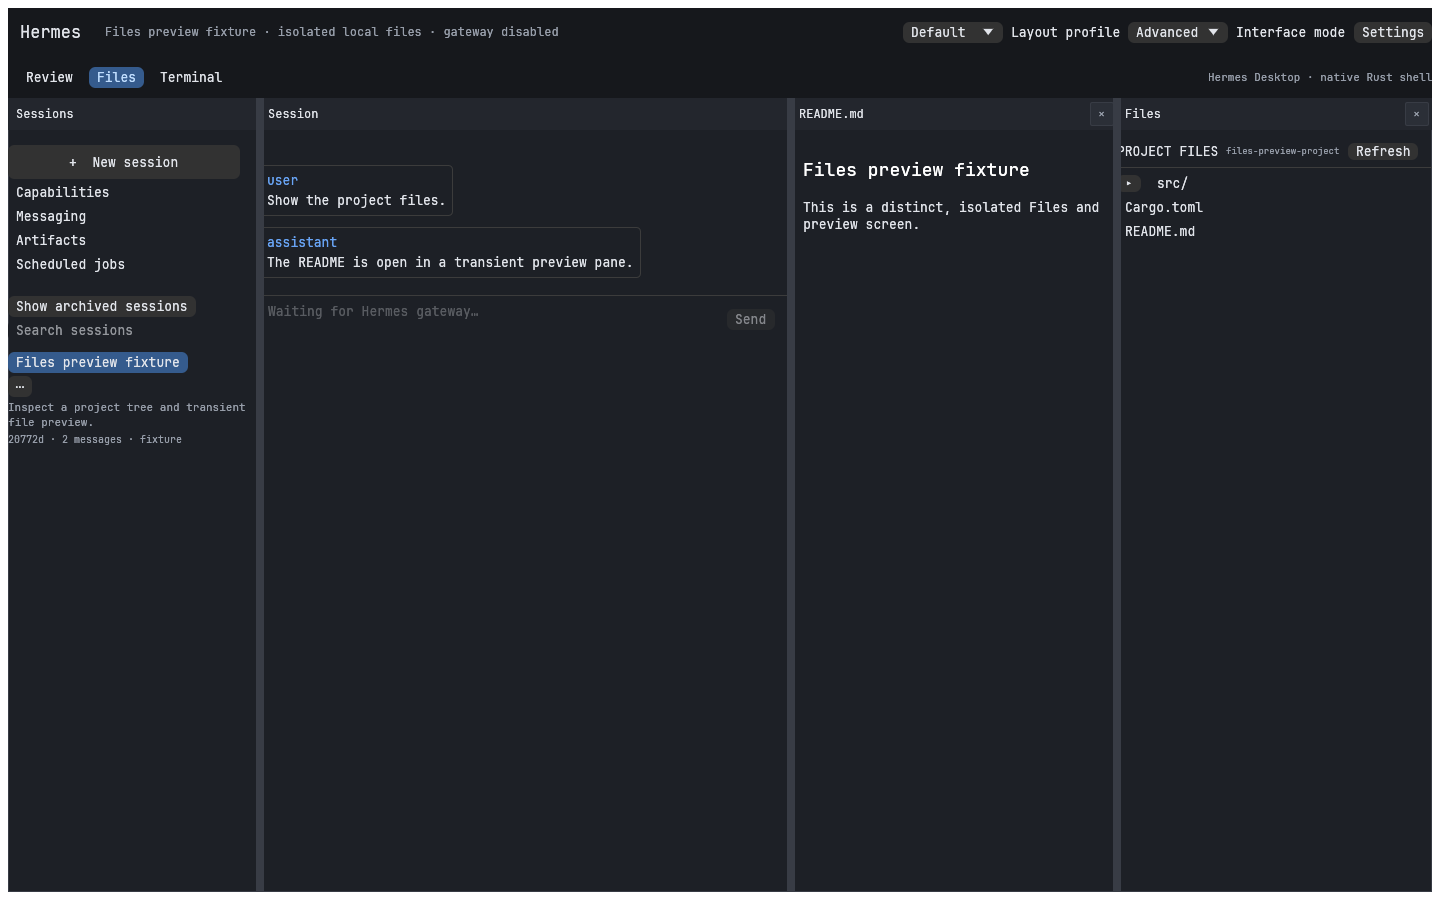 Hermes
Files preview fixture · isolated local files · gateway disabled
Default
Layout profile
Advanced
Interface mode
Settings
Review
Files
Terminal
Hermes Desktop · native Rust shell
Sessions
+ New session
Capabilities
Messaging
Artifacts
Scheduled jobs
Show archived sessions
Search sessions
Files preview fixture
…
Inspect a project tree and transient
file preview.
20772d · 2 messages · fixture
Session
user
Show the project files.
assistant
The README is open in a transient preview pane.
Waiting for Hermes gateway…
Send
README.md
×
Files preview fixture
This is a distinct, isolated Files and
preview screen.
Files
×
PROJECT FILES
files-preview-project
Refresh
src/
Cargo.toml
README.md